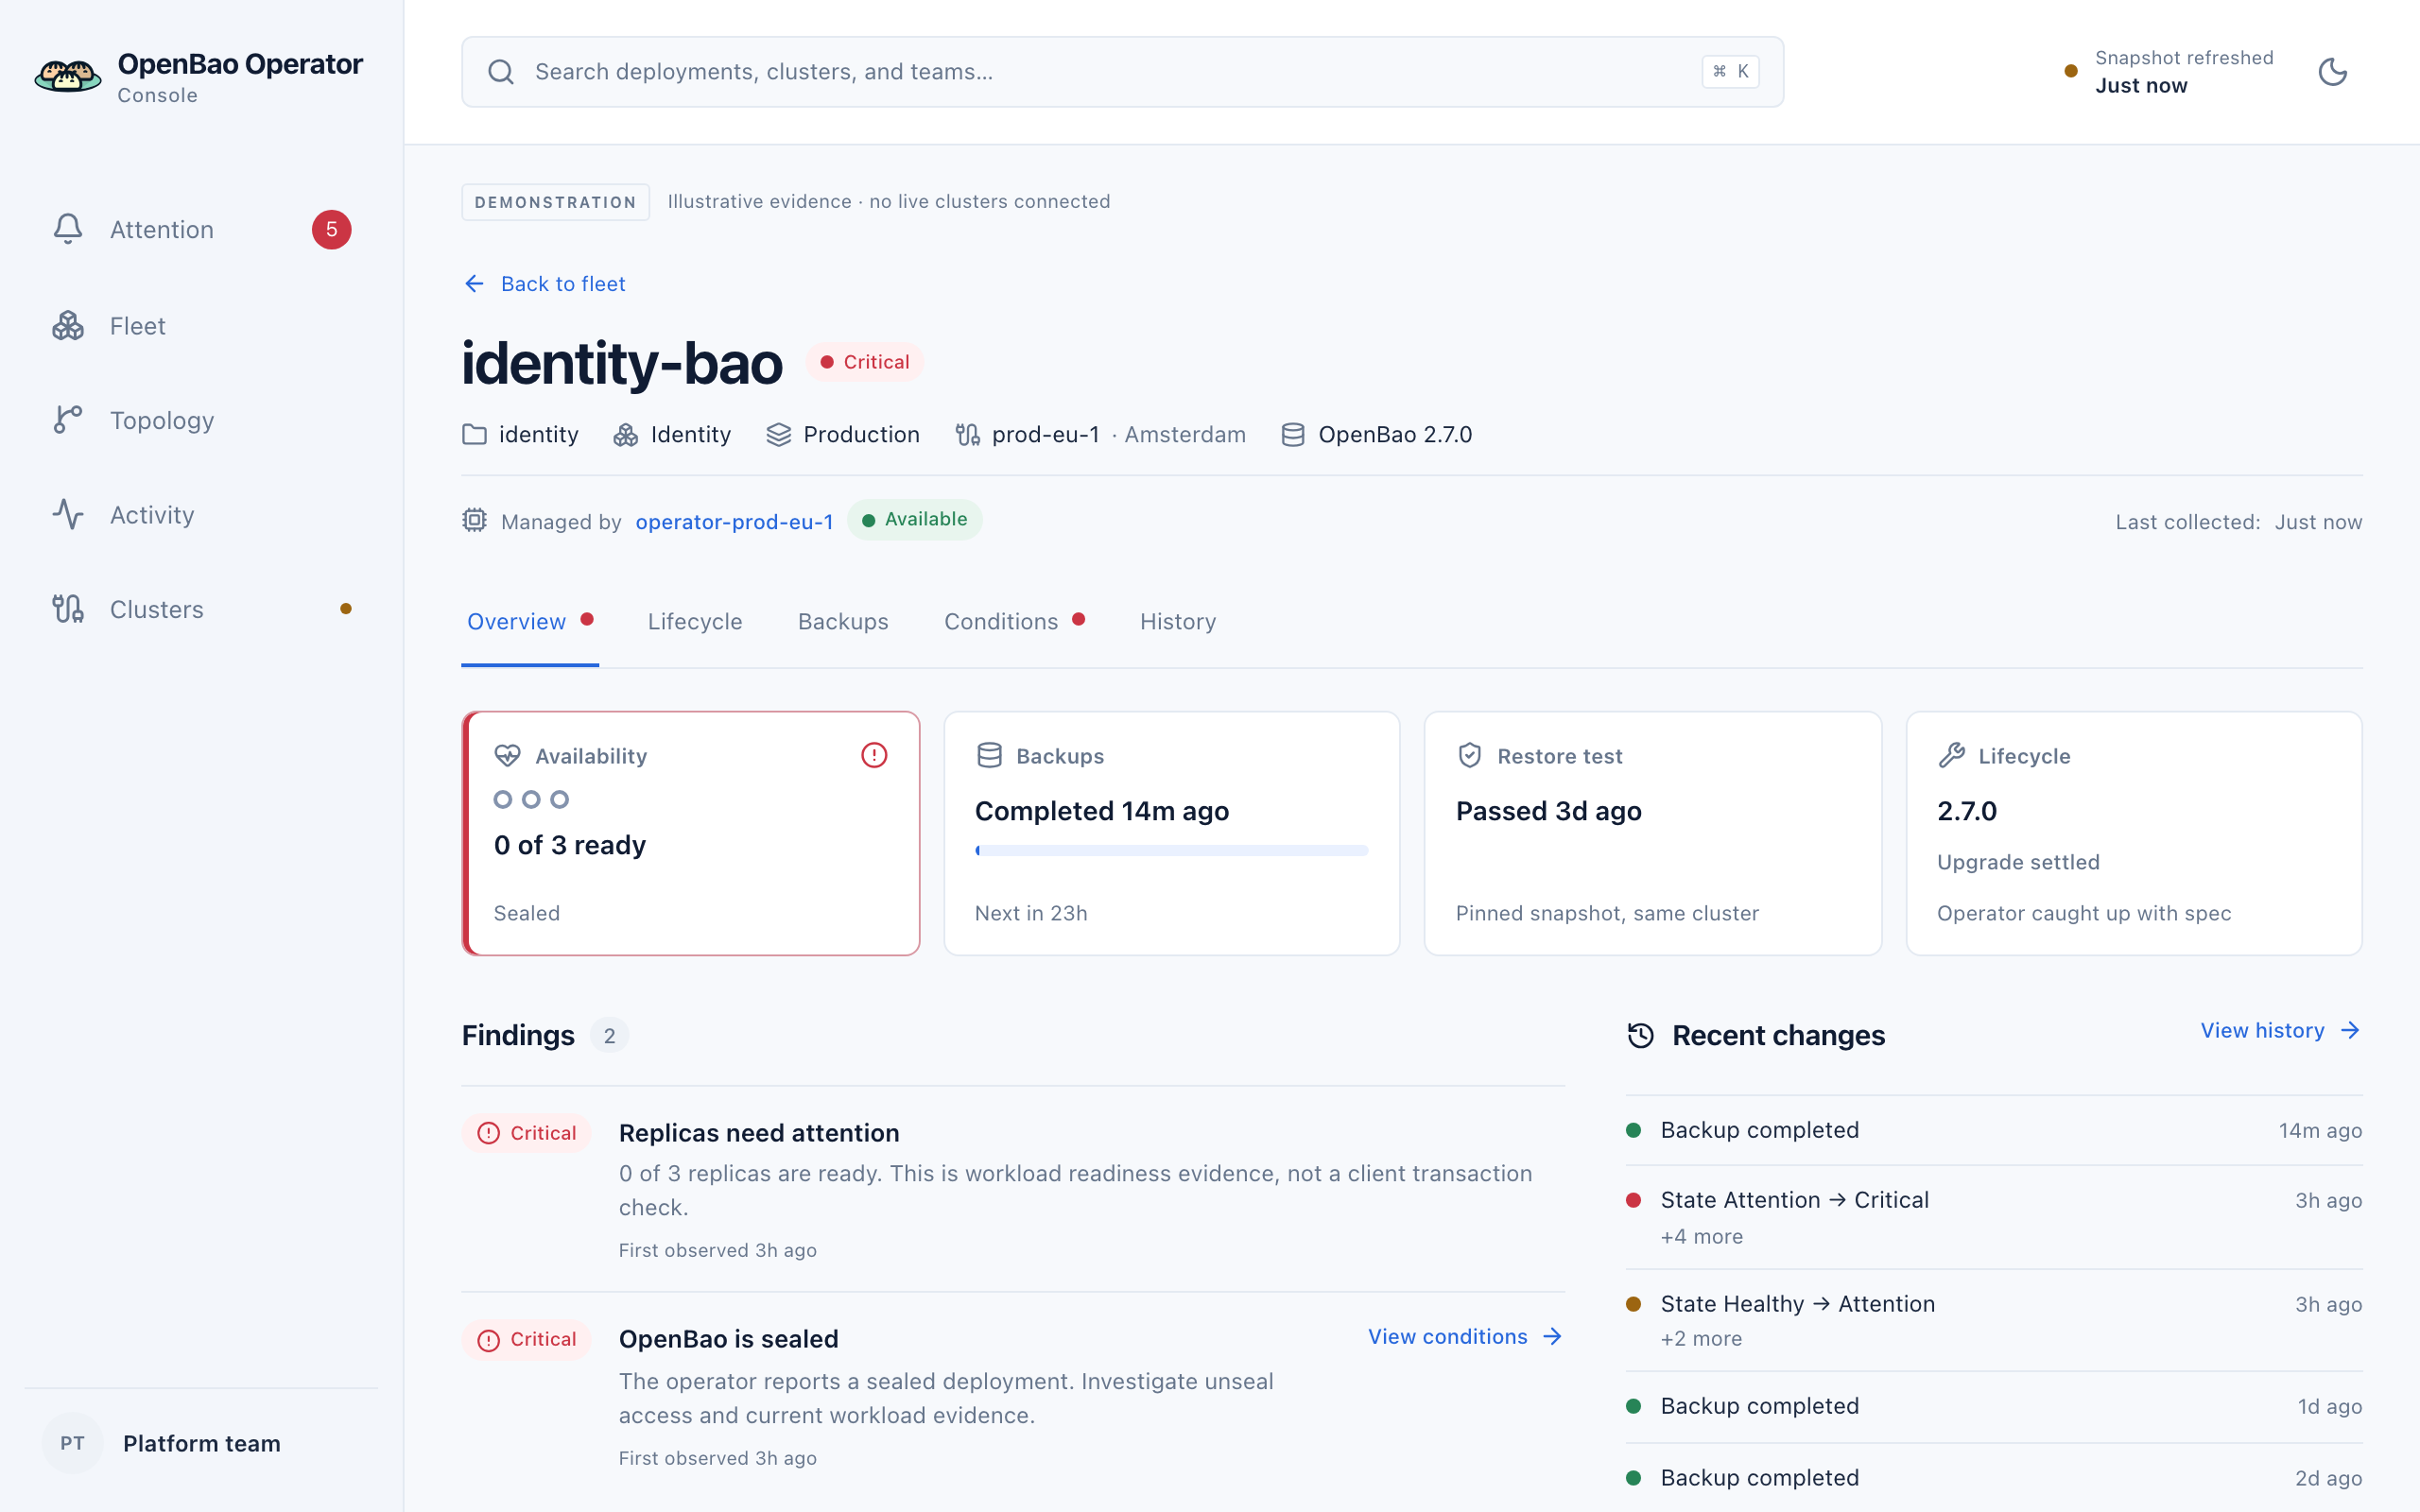 OpenBao Operator
Console
Search deployments, clusters, and teams...
⌘ K
Snapshot refreshed
Just now
Attention
5
Fleet
Topology
Activity
Clusters
PT
Platform team
DEMONSTRATION
Illustrative evidence · no live clusters connected
Back to fleet
identity-bao
Critical
identity
Identity
Production
prod-eu-1 · Amsterdam
OpenBao 2.7.0
Managed by operator-prod-eu-1
Available
Last collected: Just now
Overview
Lifecycle
Backups
Conditions
History
Availability
0 of 3 ready
Sealed
Backups
Completed 14m ago
Next in 23h
Restore test
Passed 3d ago
Pinned snapshot, same cluster
Lifecycle
2.7.0
Upgrade settled
Operator caught up with spec
Findings
2
Critical
Replicas need attention
0 of 3 replicas are ready. This is workload readiness evidence, not a client transaction
check.
First observed 3h ago
Critical
OpenBao is sealed
View conditions →
The operator reports a sealed deployment. Investigate unseal
access and current workload evidence.
First observed 3h ago
Recent changes
View history →
Backup completed
14m ago
State Attention → Critical
3h ago
+4 more
State Healthy → Attention
3h ago
+2 more
Backup completed
1d ago
Backup completed
2d ago